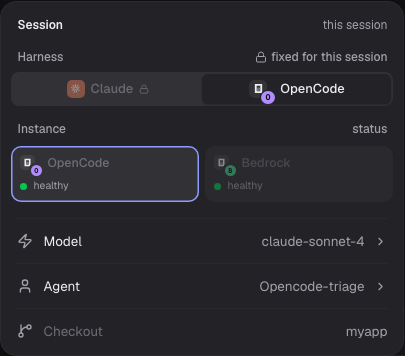 Session this session
Harness fixed for this session
Claude OpenCode
Instance status
OpenCode Bedrock
healthy healthy
Model claude-sonnet-4
Agent Opencode-triage
Checkout myapp